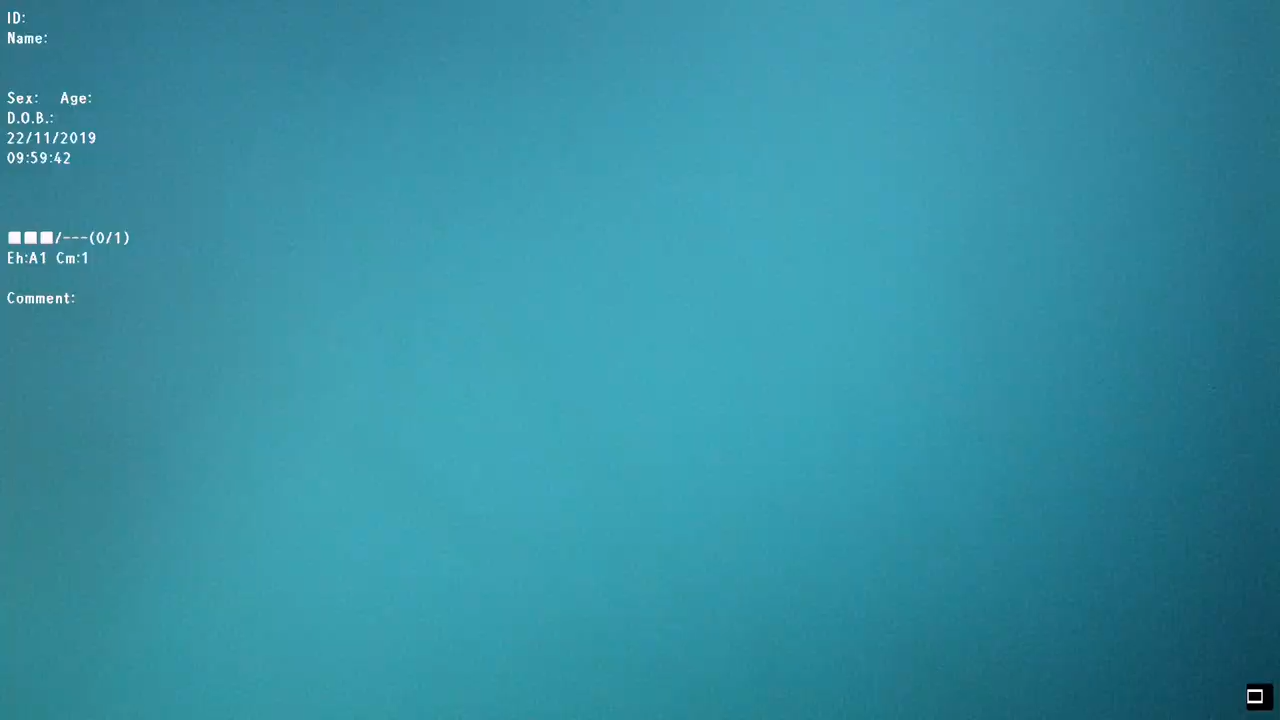 ID:
Name:
Sex: Age:
D.O.B.:
22/11/2019
09:59:42
■■■/---(0/1)
Eh:A1 Cm:1
Comment: